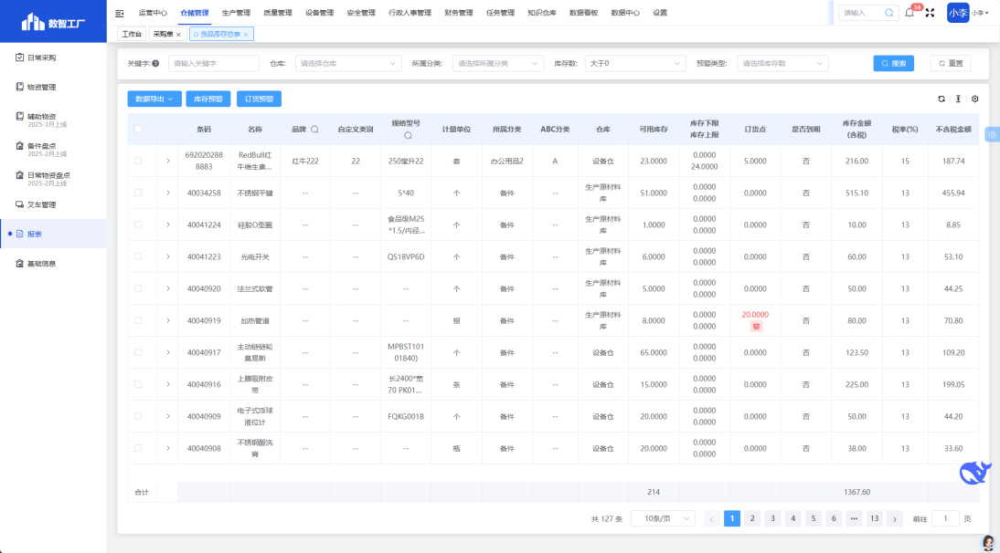 数智工厂
运营中心 仓储管理 生产管理 质量管理 设备管理 安全管理 行政人事管理 财务管理 任务管理 知识仓库 数据看板 数据中心 设置 请输入 34 小李 小李
工作台 采购单 × 货品库存总表 ×
日常采购
物资管理
辅助物资
2025-3月上线
备件盘点
2025-2月上线
日常物资盘点
2025-2月上线
叉车管理
报表
基础信息
关键字: 请输入关键字 仓库: 请选择仓库 所属分类: 请选择所属分类 库存数: 大于0 预警类型: 请选择库存数 搜索 重置
数据导出 库存预警 订货预警
条码 名称 品牌 自定义类别 规格型号 计量单位 所属分类 ABC分类 仓库 可用库存 库存下限 库存上限 订货点 是否到期 库存金额(含税) 税率(%) 不含税金额
6920202888883 RedBull红牛维生素... 红牛222 22 250毫升22 套 办公用品2 A 设备仓 23.0000 0.0000 24.0000 5.0000 否 216.00 15 187.74
40034258 不锈钢平键 -- -- 5*40 个 备件 -- 生产原材料库 51.0000 0.0000 0.0000 0.0000 否 515.10 13 455.94
40041224 硅胶O型圈 -- -- 食品级M25*1.5/内径... 个 备件 -- 生产原材料库 1.0000 0.0000 0.0000 0.0000 否 10.00 13 8.85
40041223 光电开关 -- -- QS18VP6D 个 备件 -- 生产原材料库 6.0000 0.0000 0.0000 0.0000 否 60.00 13 53.10
40040920 法兰式软管 -- -- -- 个 备件 -- 生产原材料库 5.0000 0.0000 0.0000 0.0000 否 50.00 13 44.25
40040919 加热管道 -- -- -- 根 备件 -- 生产原材料库 8.0000 0.0000 0.0000 20.0000 警 否 80.00 13 70.80
40040917 主动链链轮莫易斯 -- -- MPBST10101840) 个 备件 -- 设备仓 65.0000 0.0000 0.0000 0.0000 否 123.50 13 109.20
40040916 上膜吸附皮带 -- -- 长2400*宽70 PK01... 条 备件 -- 设备仓 15.0000 0.0000 0.0000 0.0000 否 225.00 13 199.05
40040909 电子式浮球液位计 -- -- FQKG001B 个 备件 -- 设备仓 20.0000 0.0000 0.0000 0.0000 否 50.00 13 44.20
40040908 不锈钢酸洗膏 -- -- -- 瓶 备件 -- 设备仓 20.0000 0.0000 0.0000 0.0000 否 38.00 13 33.60
合计 214 1367.60
共 127 条 10条/页 1 2 3 4 5 6 ... 13 前往 1 页